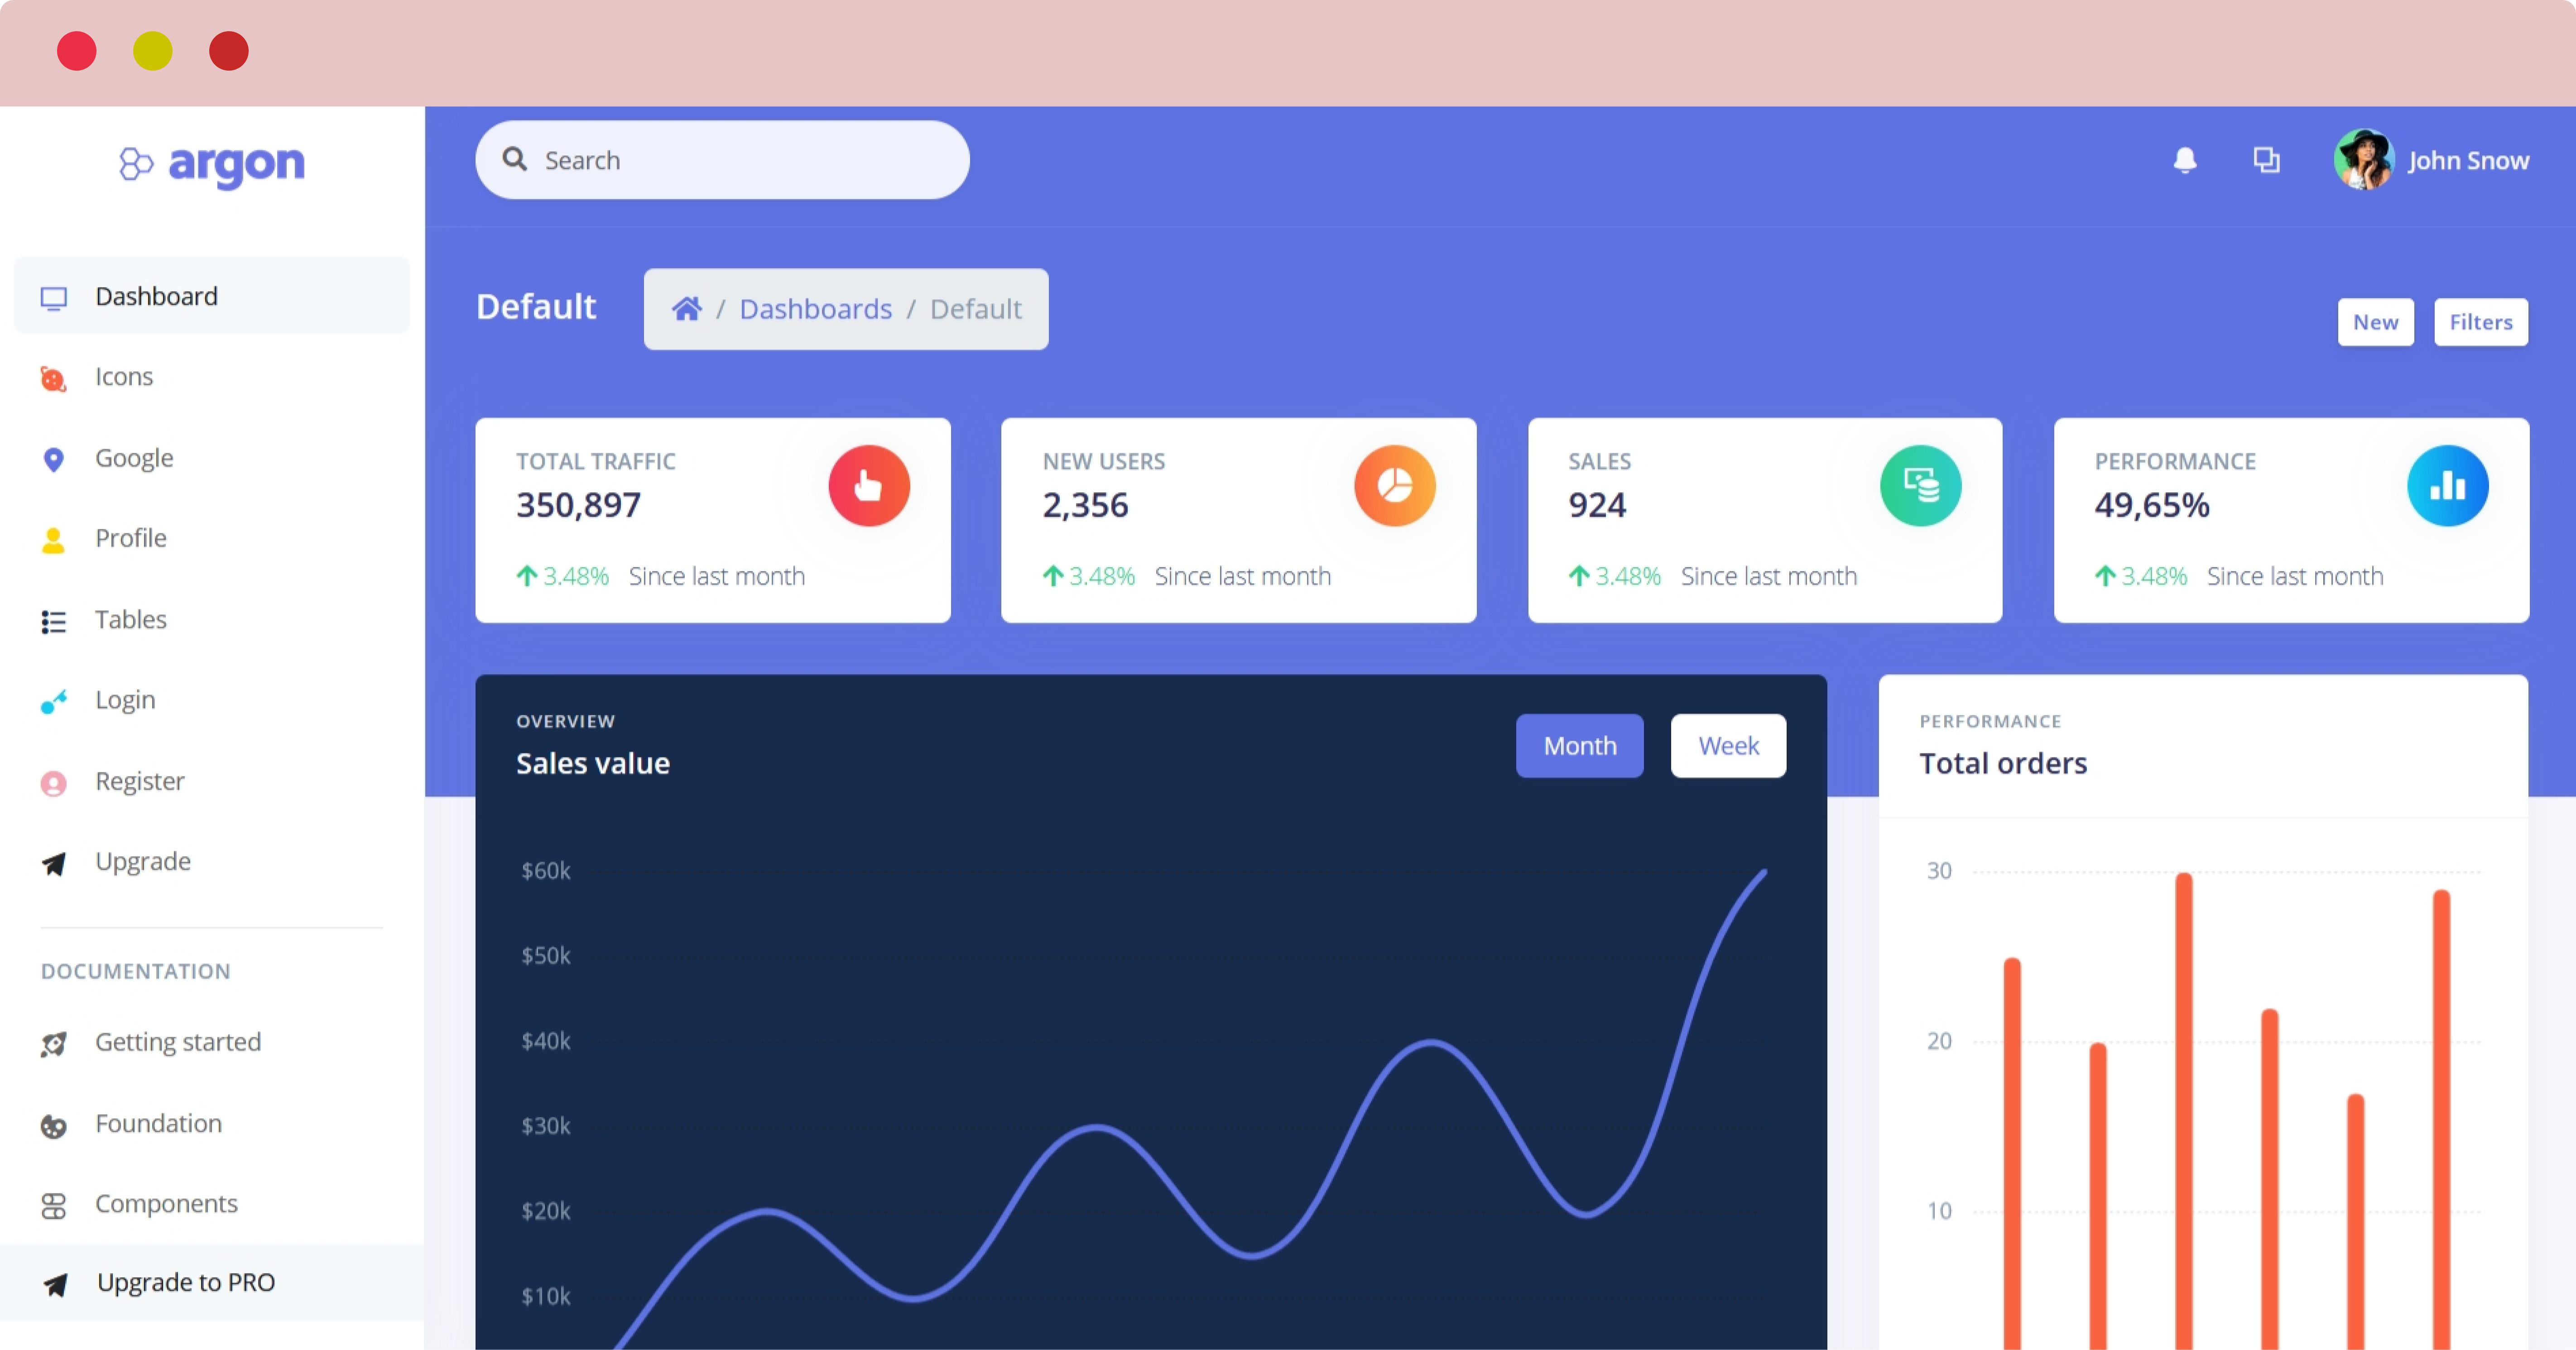 argon
Dashboard
Icons
Google
Profile
Tables
Login
Register
Upgrade
DOCUMENTATION
Getting started
Foundation
Components
Upgrade to PRO
Search
John Snow
Default
/ Dashboards / Default
New
Filters
TOTAL TRAFFIC
350,897
3.48% Since last month
NEW USERS
2,356
3.48% Since last month
SALES
924
3.48% Since last month
PERFORMANCE
49,65%
3.48% Since last month
OVERVIEW
Sales value
Month
Week
$60k
$50k
$40k
$30k
$20k
$10k
PERFORMANCE
Total orders
30
20
10